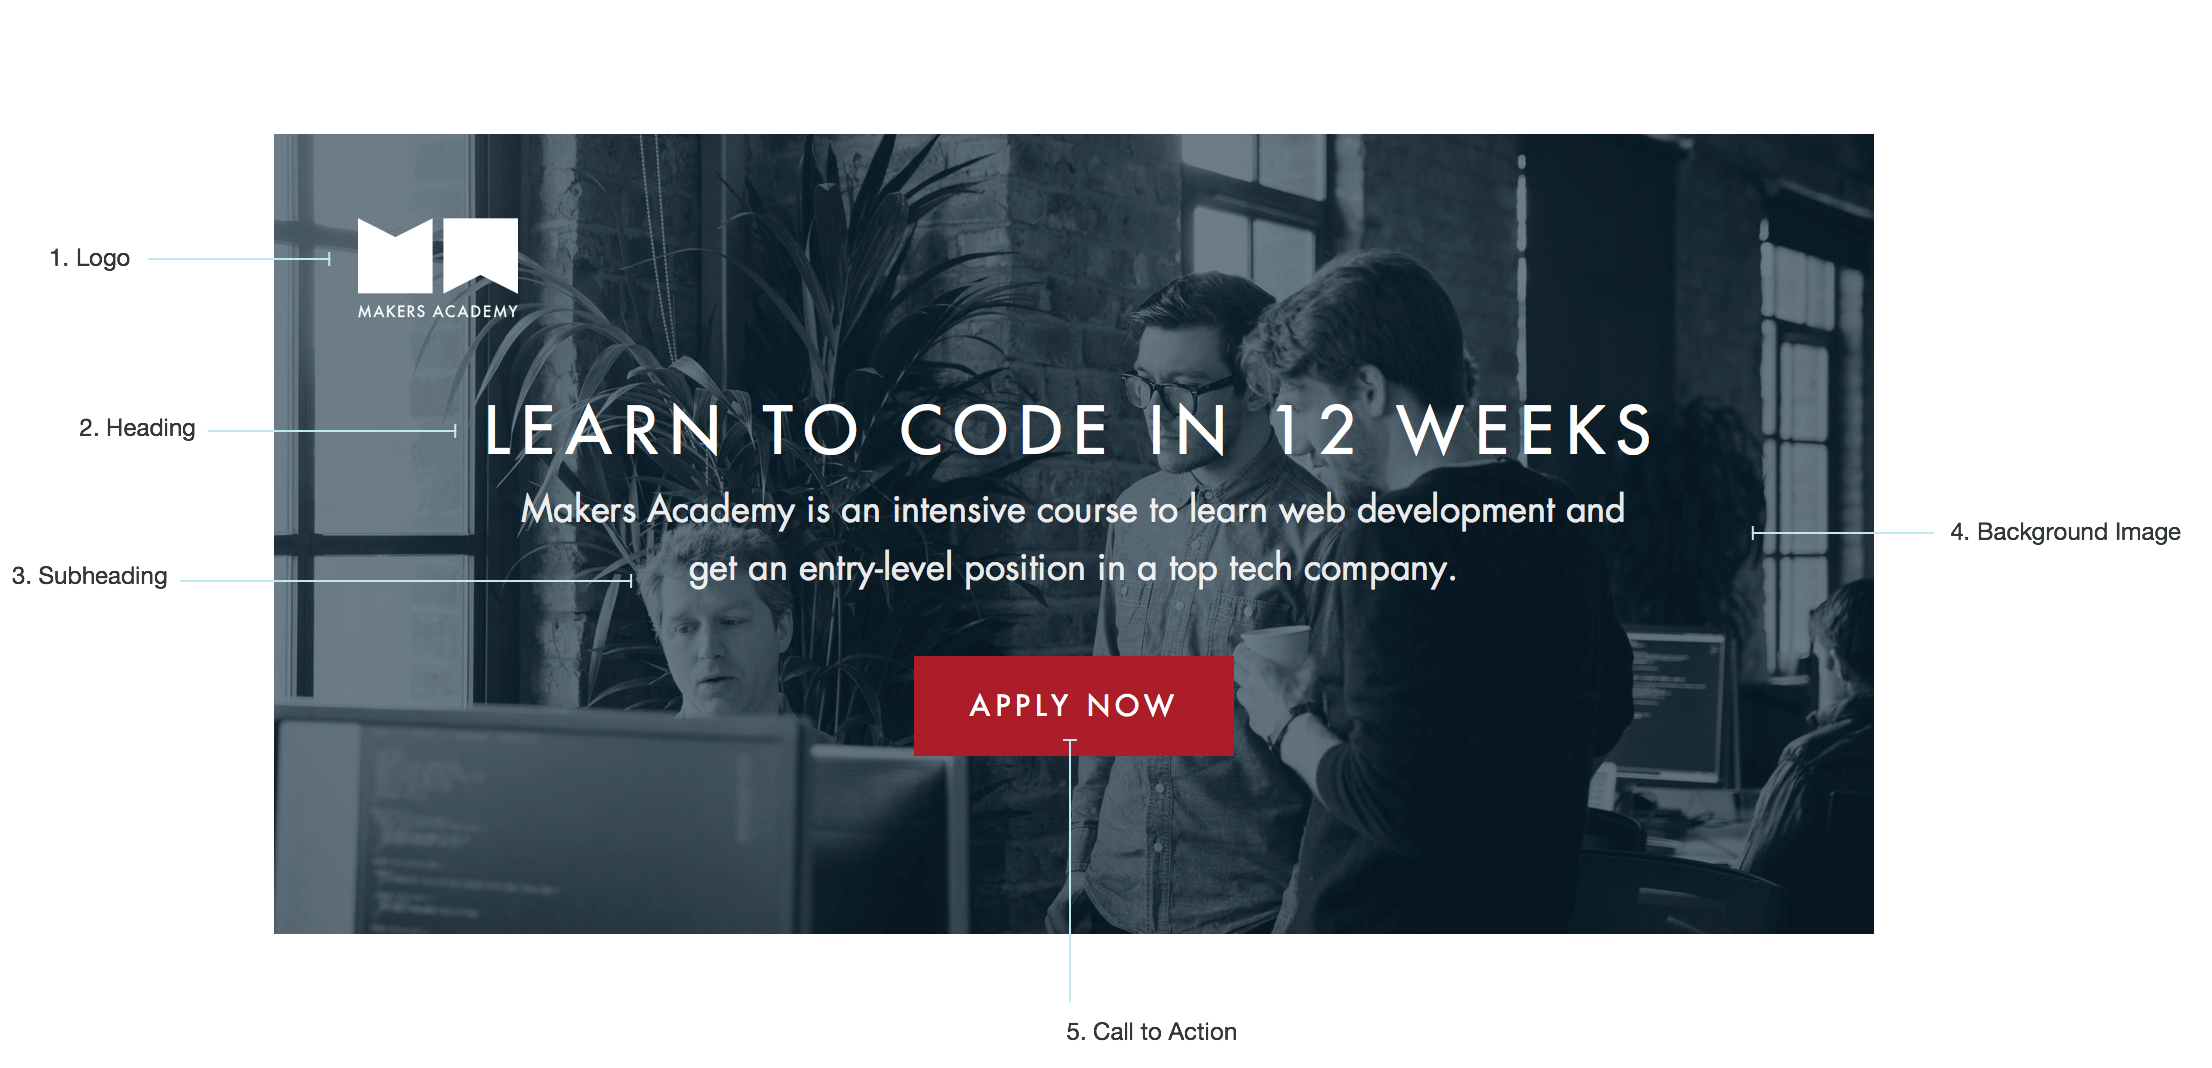 1. Logo
MAKERS ACADEMY
2. Heading
LEARN TO CODE IN 12 WEEKS
Makers Academy is an intensive course to learn web development and
get an entry-level position in a top tech company.
3. Subheading
4. Background Image
APPLY NOW
5. Call to Action